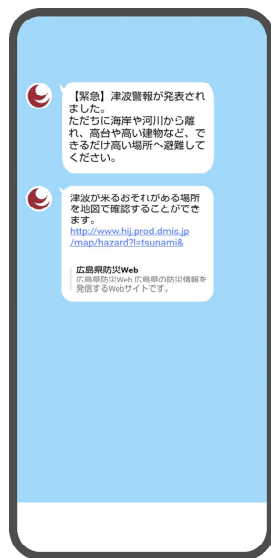 【緊急】津波警報が発表され
ました。
ただちに海岸や河川から離
れ、高台や高い建物など、で
きるだけ高い場所へ避難して
ください。
津波が来るおそれがある場所
を地図で確認することができ
ます。
http://www.hij.prod.dmis.jp
/map/hazard?l=tsunami&
広島県防災Web
広島県防災Web 広島県の防災情報を
発信するWebサイトです。